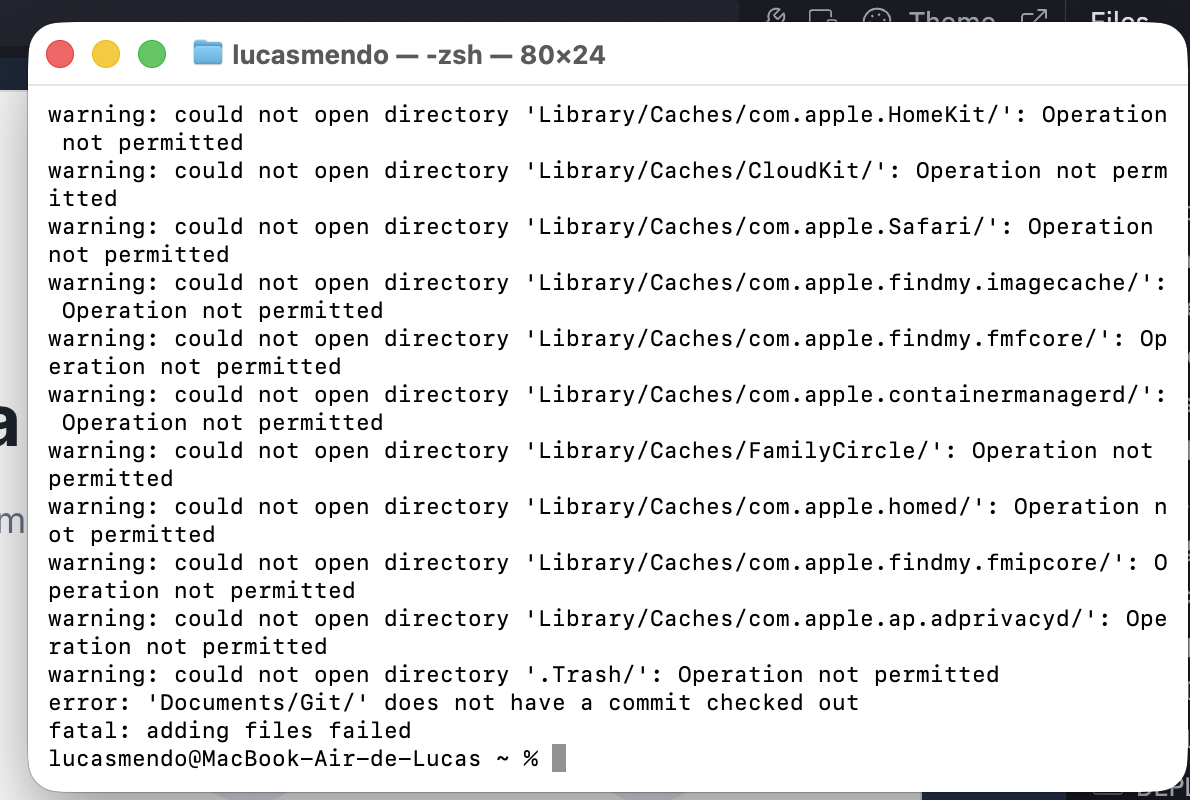 Theme
Files
lucasmendo — -zsh — 80×24
warning: could not open directory 'Library/Caches/com.apple.HomeKit/': Operation
 not permitted
warning: could not open directory 'Library/Caches/CloudKit/': Operation not perm
itted
warning: could not open directory 'Library/Caches/com.apple.Safari/': Operation
not permitted
warning: could not open directory 'Library/Caches/com.apple.findmy.imagecache/':
 Operation not permitted
warning: could not open directory 'Library/Caches/com.apple.findmy.fmfcore/': Op
eration not permitted
warning: could not open directory 'Library/Caches/com.apple.containermanagerd/':
 Operation not permitted
warning: could not open directory 'Library/Caches/FamilyCircle/': Operation not
permitted
warning: could not open directory 'Library/Caches/com.apple.homed/': Operation n
ot permitted
warning: could not open directory 'Library/Caches/com.apple.findmy.fmipcore/': O
peration not permitted
warning: could not open directory 'Library/Caches/com.apple.ap.adprivacyd/': Ope
ration not permitted
warning: could not open directory '.Trash/': Operation not permitted
error: 'Documents/Git/' does not have a commit checked out
fatal: adding files failed
lucasmendo@MacBook-Air-de-Lucas ~ %
a
m